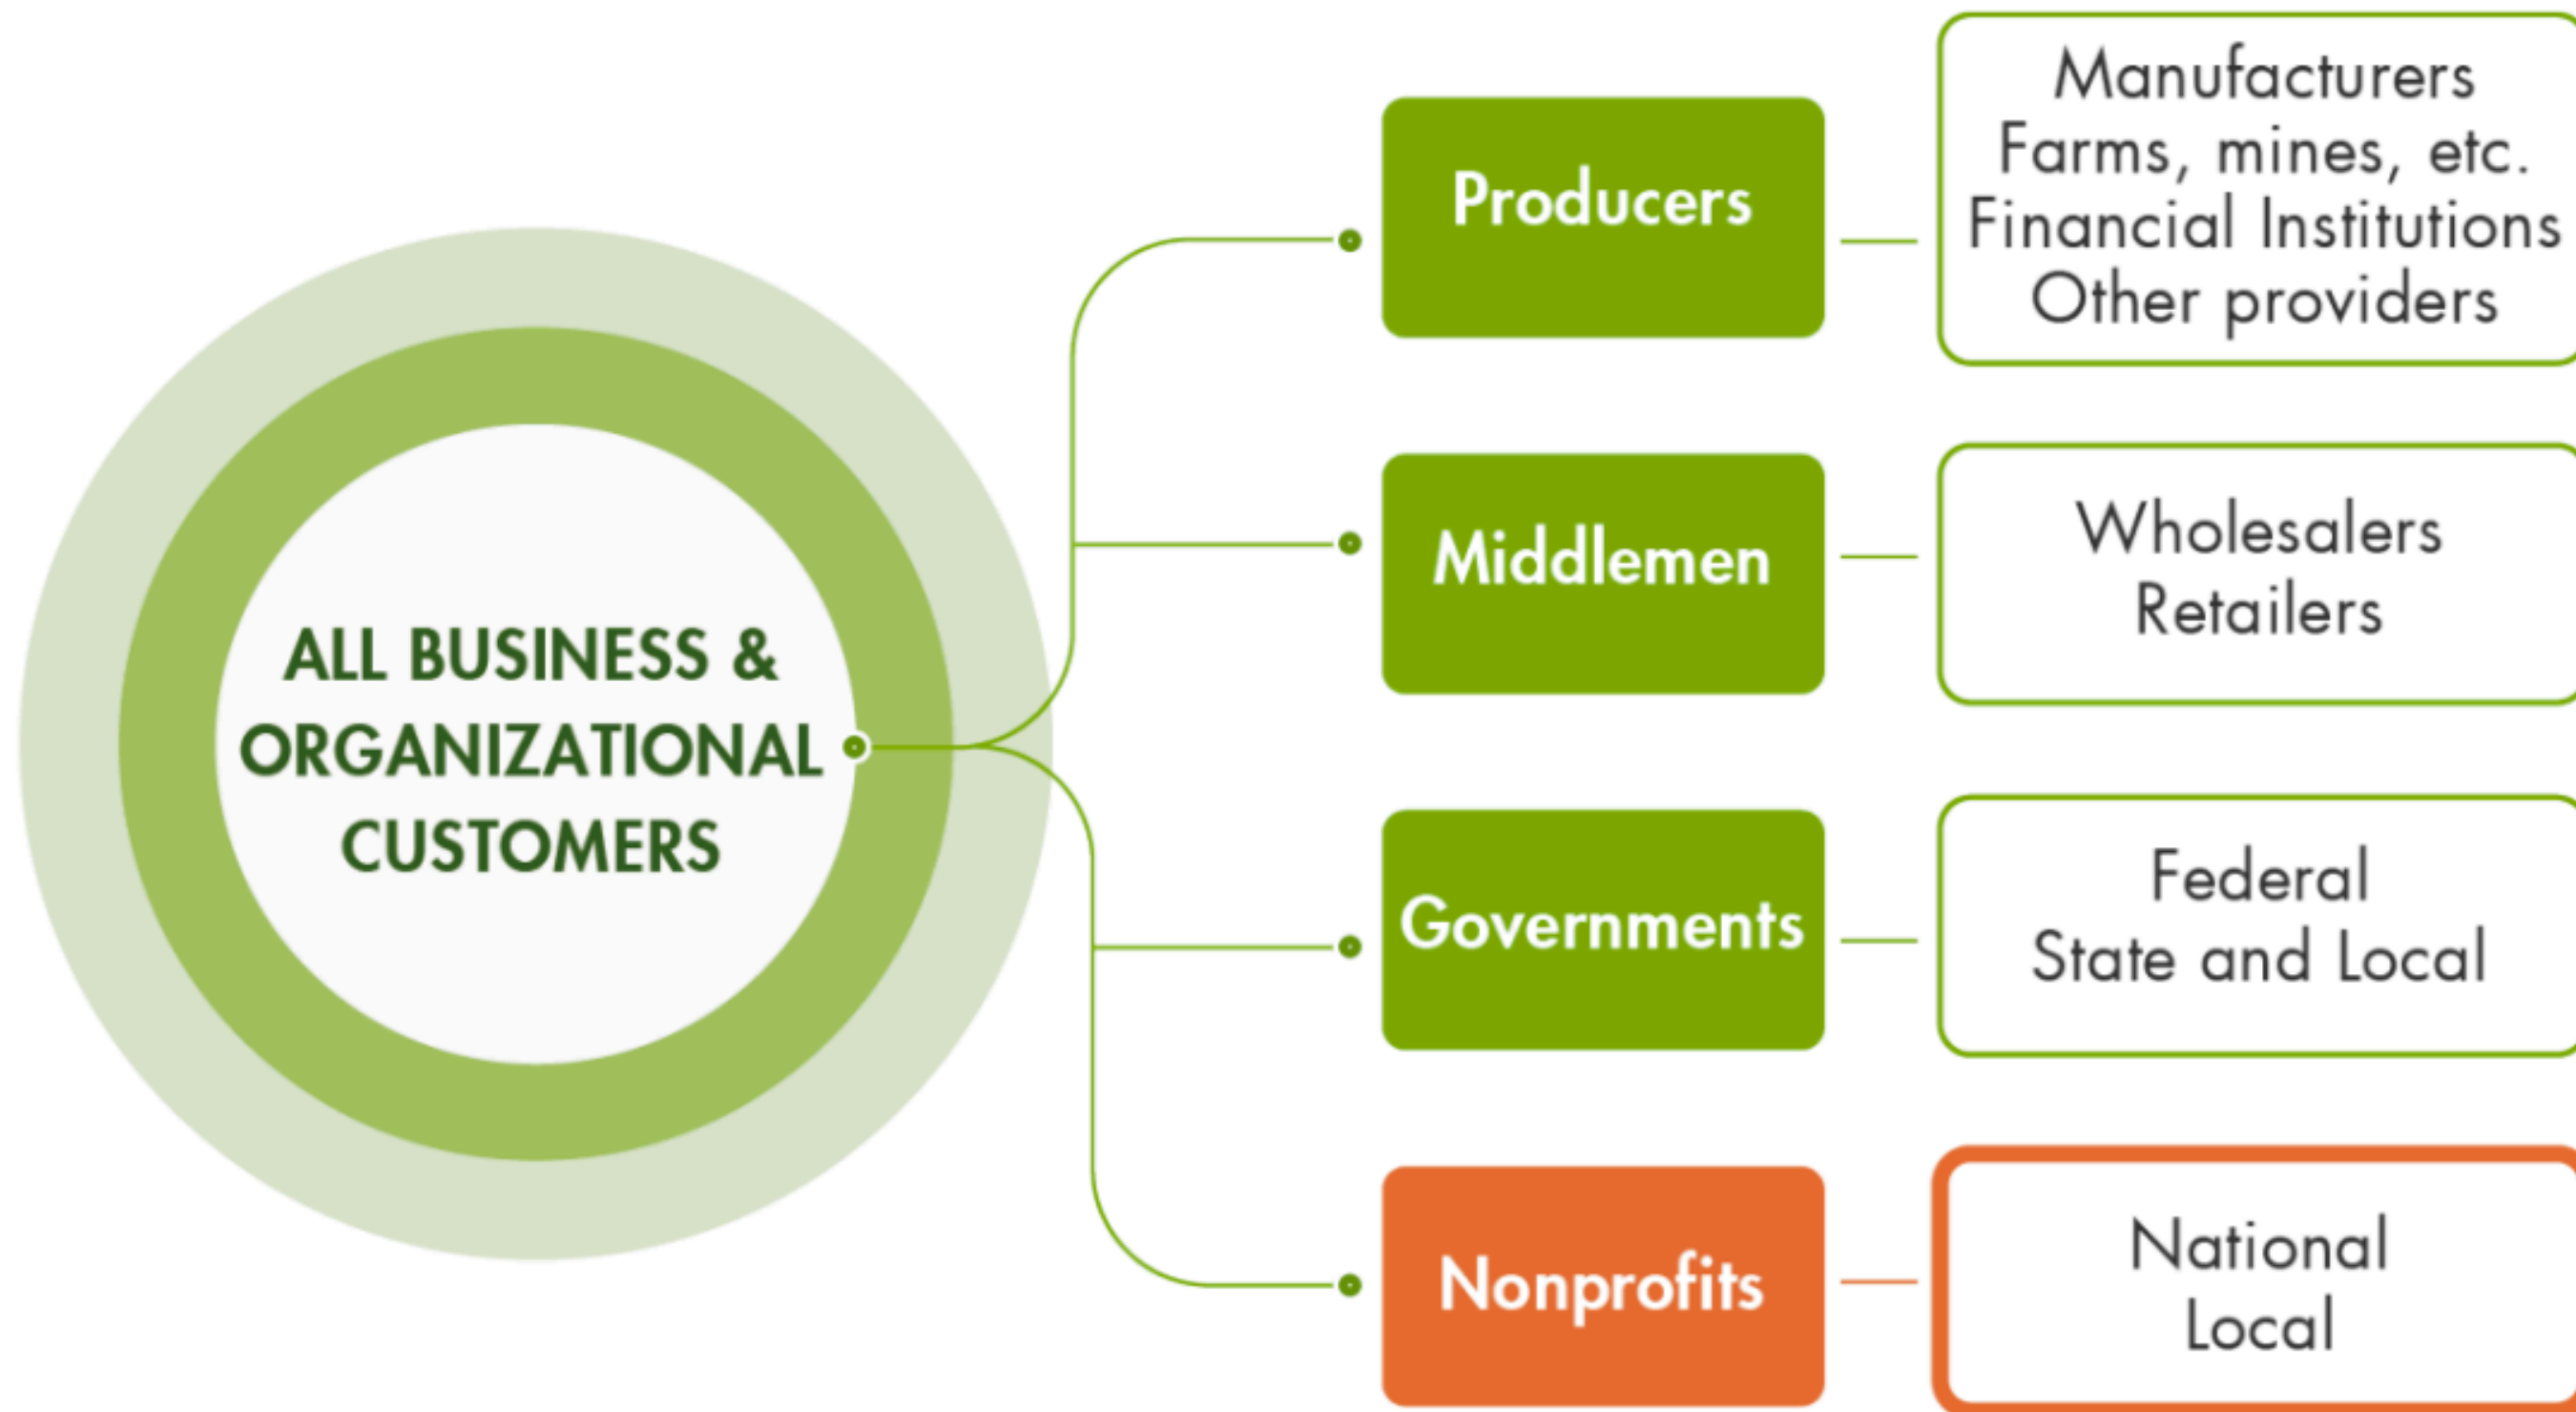 ALL BUSINESS &
ORGANIZATIONAL
CUSTOMERS
Producers
Manufacturers
Farms, mines, etc.
Financial Institutions
Other providers
Middlemen
Wholesalers
Retailers
Governments
Federal
State and Local
Nonprofits
National
Local